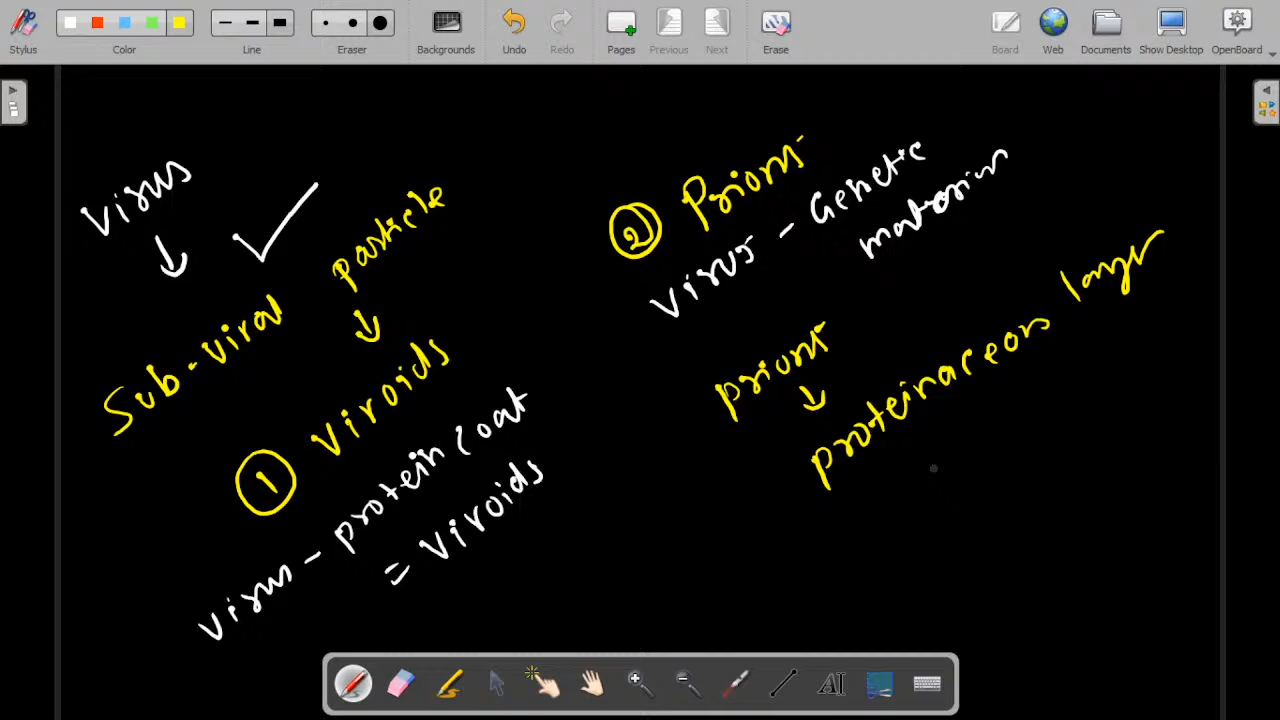 Stylus
Color
Line
Eraser
Backgrounds
Undo
Redo
Pages
Previous
Next
Erase
Board
Web
Documents
Show Desktop
OpenBoard
Virus
Sub-viral particle
1 Viroids
Virus - protein coat
= Viroids
2 Prions
Virus - Genetic
material
prions
proteinaceous layer